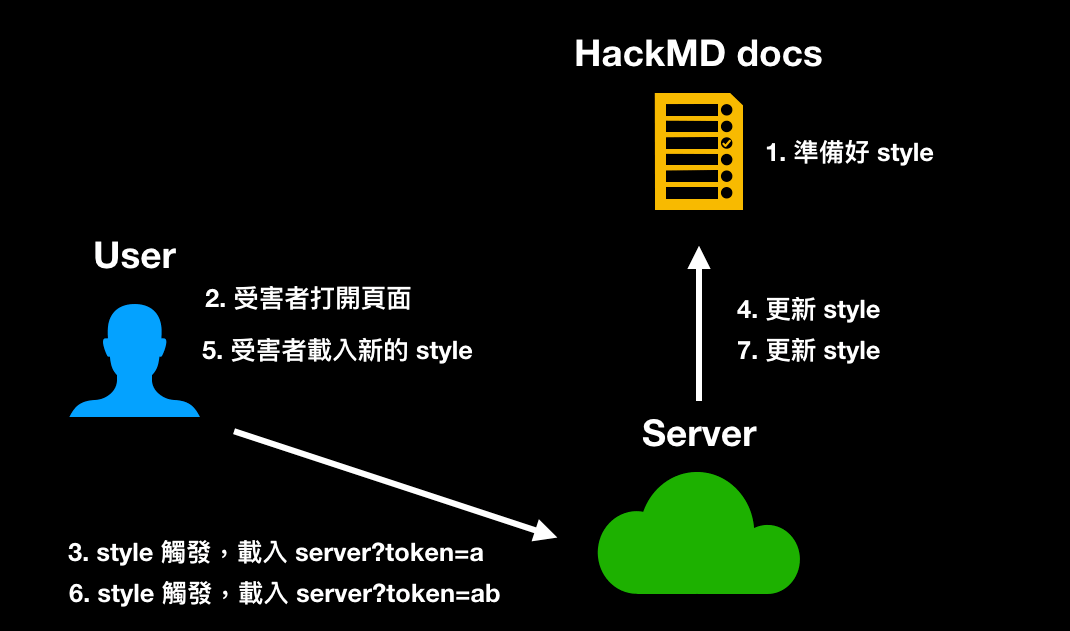 HackMD docs
1. 準備好 style
User
2. 受害者打開頁面
5. 受害者載入新的 style
4. 更新 style
7. 更新 style
Server
3. style 觸發，載入 server?token=a
6. style 觸發，載入 server?token=ab